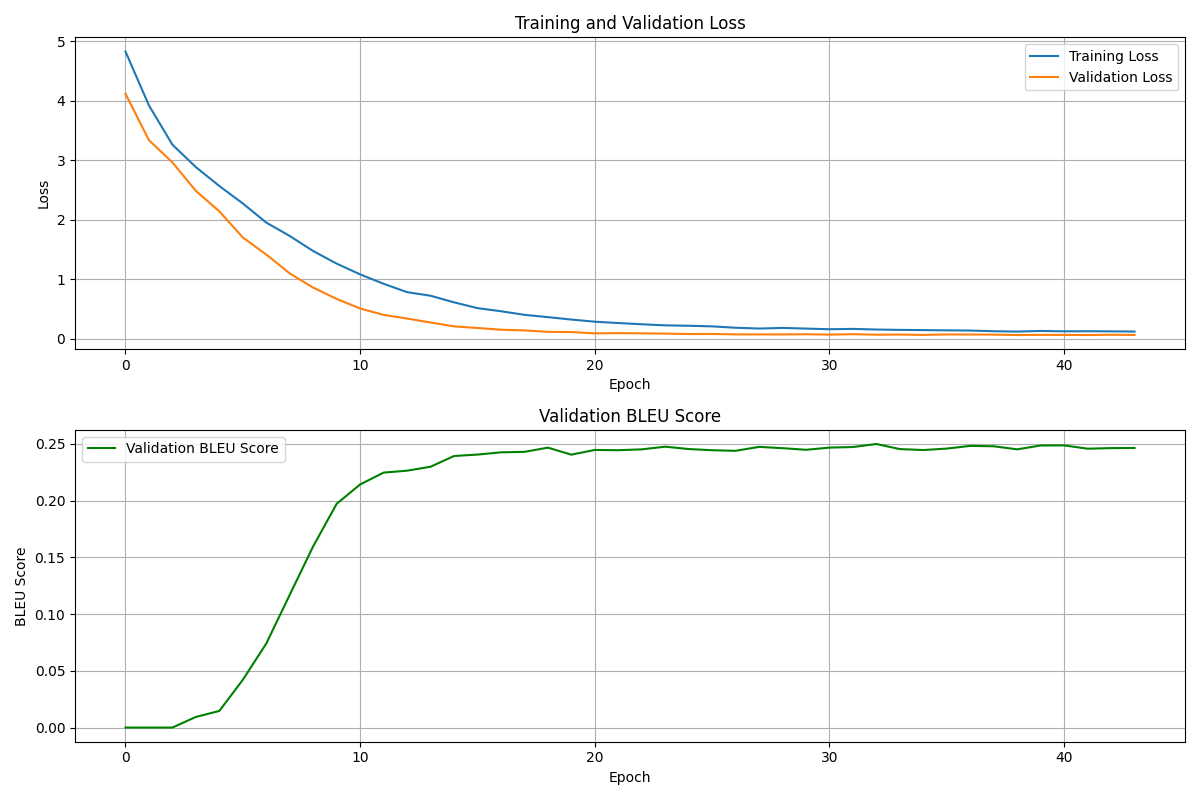 Training and Validation Loss
5
4
3
2
1
0
Loss
Training Loss
Validation Loss
0 10 20 30 40
Epoch
Validation BLEU Score
0.25
0.20
0.15
0.10
0.05
0.00
BLEU Score
Validation BLEU Score
0 10 20 30 40
Epoch